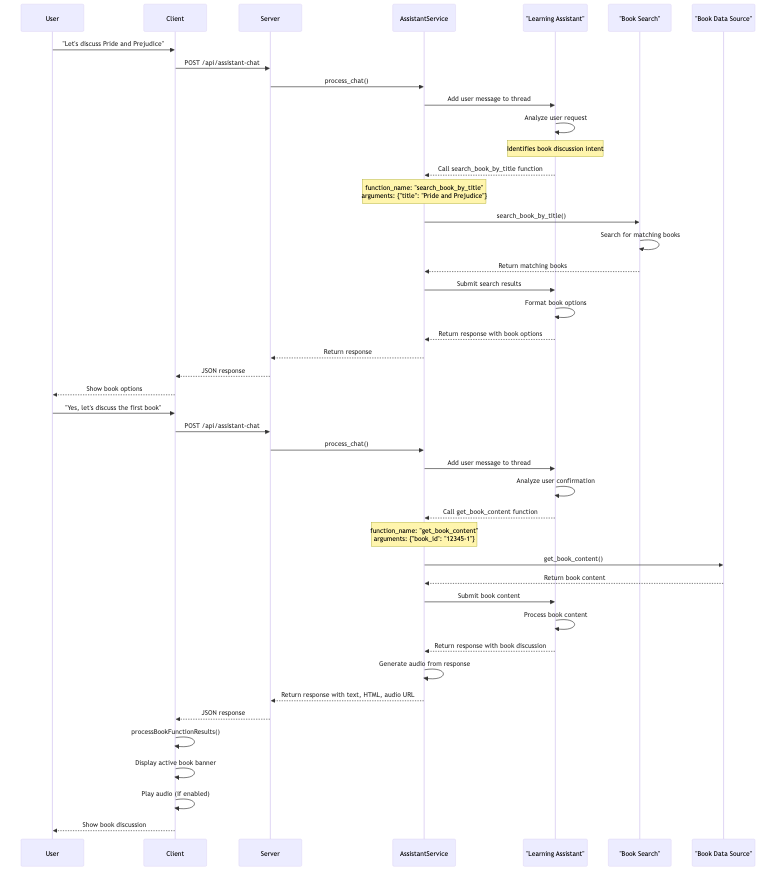 User Client Server AssistantService "Learning Assistant" "Book Search" "Book Data Source"
"Let's discuss Pride and Prejudice"
POST /api/assistant-chat
process_chat()
Add user message to thread
Analyze user request
Identifies book discussion intent
Call search_book_by_title function
function_name: "search_book_by_title"
arguments: {"title": "Pride and Prejudice"}
search_book_by_title()
Search for matching books
Return matching books
Submit search results
Format book options
Return response with book options
Return response
JSON response
Show book options
"Yes, let's discuss the first book"
POST /api/assistant-chat
process_chat()
Add user message to thread
Analyze user confirmation
Call get_book_content function
function_name: "get_book_content"
arguments: {"book_id": "12345-1"}
get_book_content()
Return book content
Submit book content
Process book content
Return response with book discussion
Generate audio from response
Return response with text, HTML, audio URL
JSON response
processBookFunctionResults()
Display active book banner
Play audio (if enabled)
Show book discussion
User Client Server AssistantService "Learning Assistant" "Book Search" "Book Data Source"